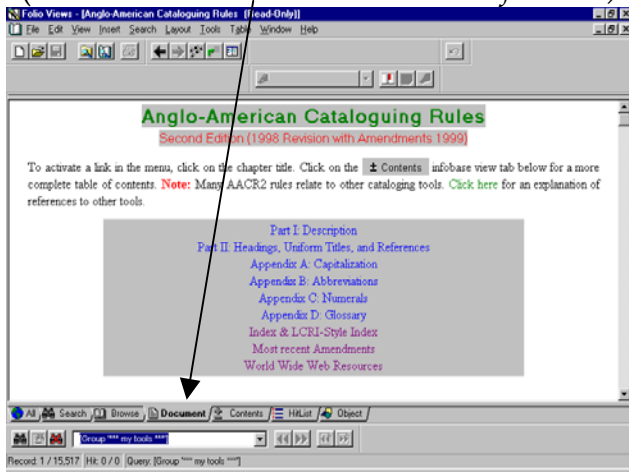 Folio Views - [Anglo-American Cataloguing Rules [Read-Only]]
File Edit View Insert Search Layout Tools Table Window Help
Anglo-American Cataloguing Rules
Second Edition (1998 Revision with Amendments 1999)
To activate a link in the menu, click on the chapter title. Click on the ± Contents infobase view tab below for a more
complete table of contents. Note: Many AACR2 rules relate to other cataloging tools. Click here for an explanation of
references to other tools.
Part I: Description
Part II: Headings, Uniform Titles, and References
Appendix A: Capitalization
Appendix B: Abbreviations
Appendix C: Numerals
Appendix D: Glossary
Index & LCRI-Style Index
Most recent Amendments
World Wide Web Resources
All Search Browse Document Contents HitList Object
[Group "*** my tools ***"]
Record: 1 / 15,517 Hit: 0 / 0 Query: [Group "*** my tools ***"]